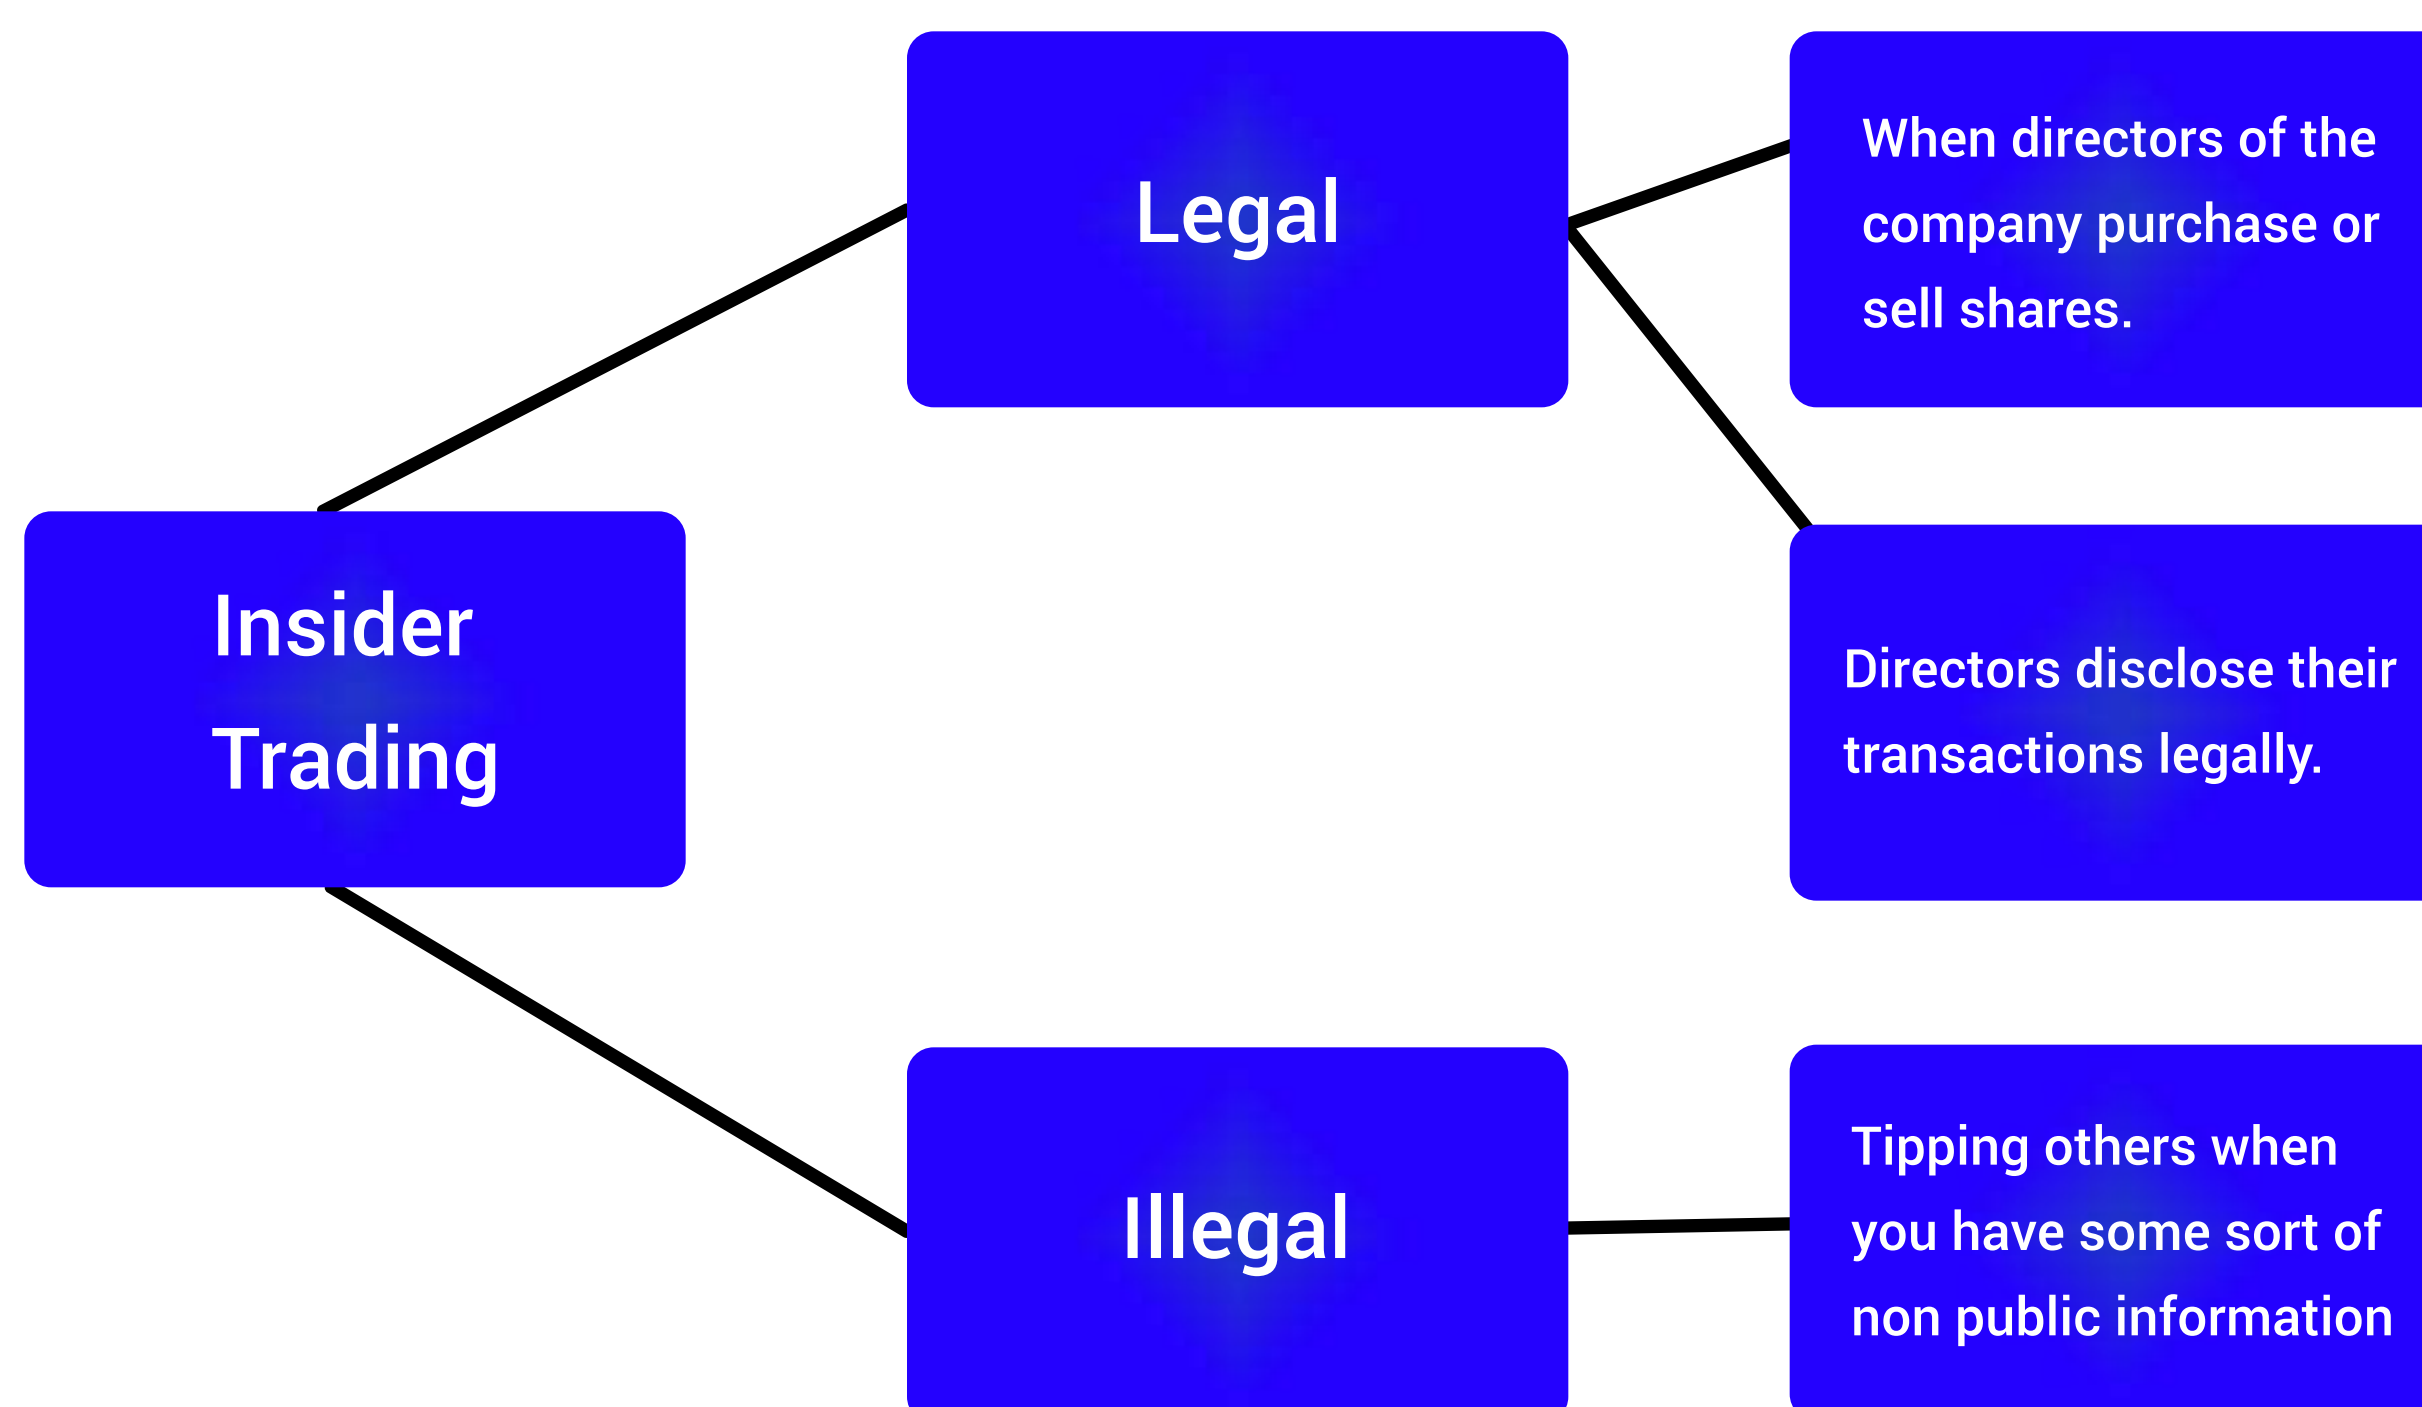 Legal
When directors of the
company purchase or
sell shares.
Insider
Trading
Directors disclose their
transactions legally.
Illegal
Tipping others when
you have some sort of
non public information